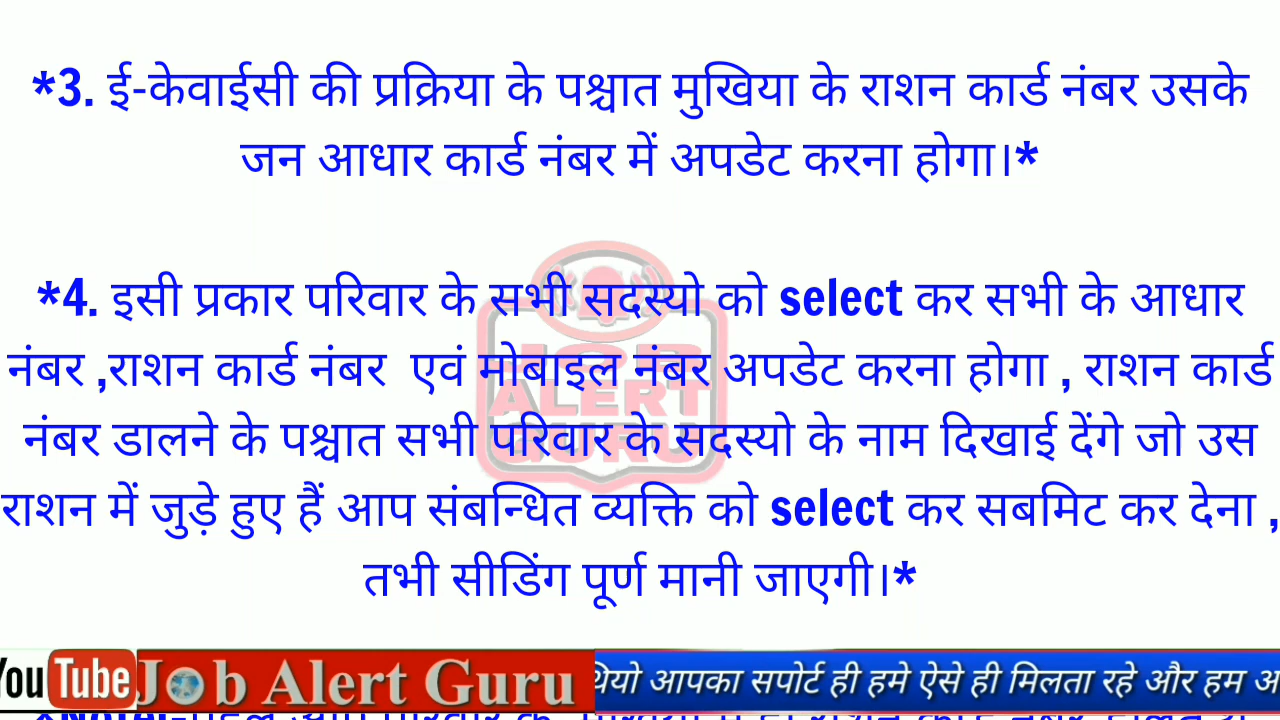 *3. ई-केवाईसी की प्रक्रिया के पश्चात मुखिया के राशन कार्ड नंबर उसके
जन आधार कार्ड नंबर में अपडेट करना होगा।*
*4. इसी प्रकार परिवार के सभी सदस्यो को select कर सभी के आधार
नंबर ,राशन कार्ड नंबर एवं मोबाइल नंबर अपडेट करना होगा , राशन कार्ड
नंबर डालने के पश्चात सभी परिवार के सदस्यो के नाम दिखाई देंगे जो उस
राशन में जुड़े हुए हैं आप संबन्धित व्यक्ति को select कर सबमिट कर देना ,
तभी सीडिंग पूर्ण मानी जाएगी।*
JOB
ALERT
GURU
YouTube Job Alert Guru
आपका सपोर्ट ही हमे ऐसे ही मिलता रहे और हम